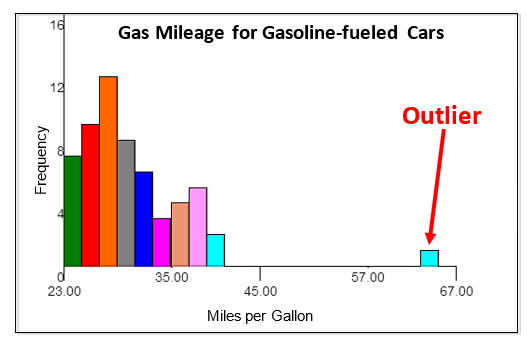 Gas Mileage for Gasoline-fueled Cars
16
12
8
4
0
Frequency
Outlier
23.00
35.00
45.00
57.00
67.00
Miles per Gallon